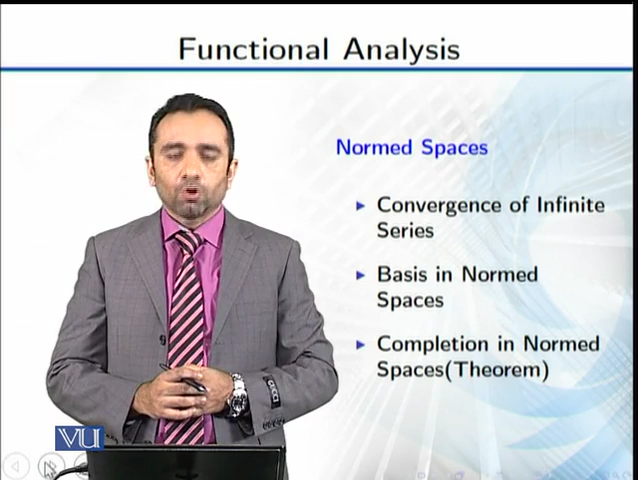 Functional Analysis
Normed Spaces
Convergence of Infinite
Series
Basis in Normed
Spaces
Completion in Normed
Spaces(Theorem)
VU